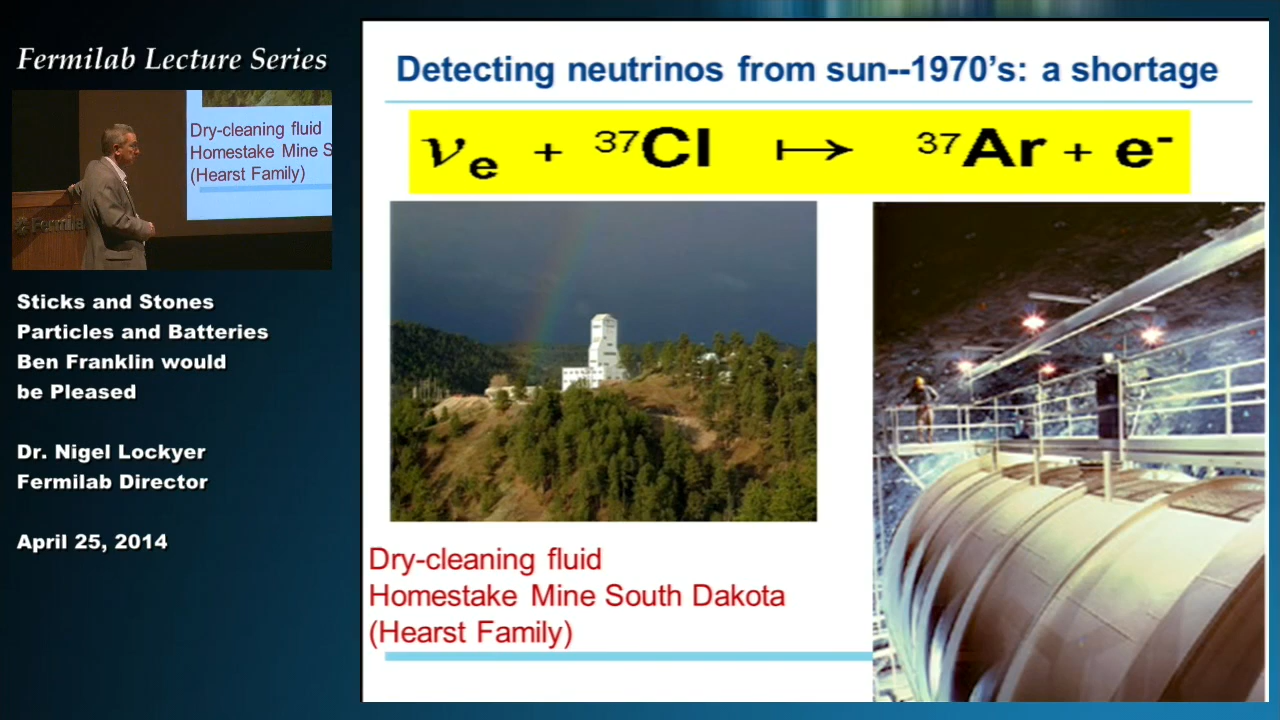 Fermilab Lecture Series
Dry-cleaning fluid
Homestake Mine S
(Hearst Family)
Fermila
Sticks and Stones
Particles and Batteries
Ben Franklin would
be Pleased
Dr. Nigel Lockyer
Fermilab Director
April 25, 2014
Detecting neutrinos from sun--1970's: a shortage
νe + ³⁷Cl ↦ ³⁷Ar + e⁻
Dry-cleaning fluid
Homestake Mine South Dakota
(Hearst Family)